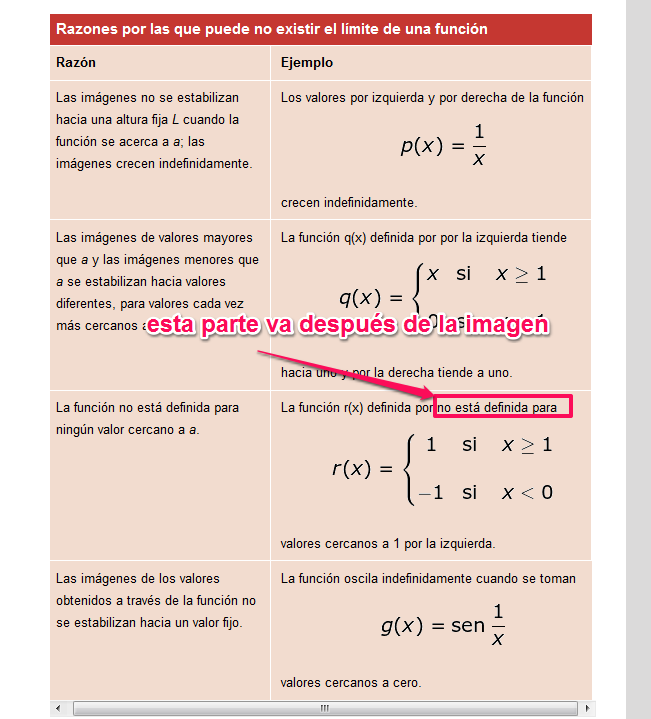 Razones por las que puede no existir el límite de una función
Razón
Ejemplo
Las imágenes no se estabilizan
hacia una altura fija L cuando la
función se acerca a a; las
imágenes crecen indefinidamente.
Los valores por izquierda y por derecha de la función
p(x) = 1/x
crecen indefinidamente.
Las imágenes de valores mayores
que a y las imágenes menores que
a se estabilizan hacia valores
diferentes, para valores cada vez
más cercanos
La función q(x) definida por por la izquierda tiende
q(x) = { x si x ≥ 1
esta parte va después de la imagen
hacia uno y por la derecha tiende a uno.
La función no está definida para
ningún valor cercano a a.
La función r(x) definida por no está definida para
r(x) = { 1 si x ≥ 1
−1 si x < 0
valores cercanos a 1 por la izquierda.
Las imágenes de los valores
obtenidos a través de la función no
se estabilizan hacia un valor fijo.
La función oscila indefinidamente cuando se toman
g(x) = sen 1/x
valores cercanos a cero.